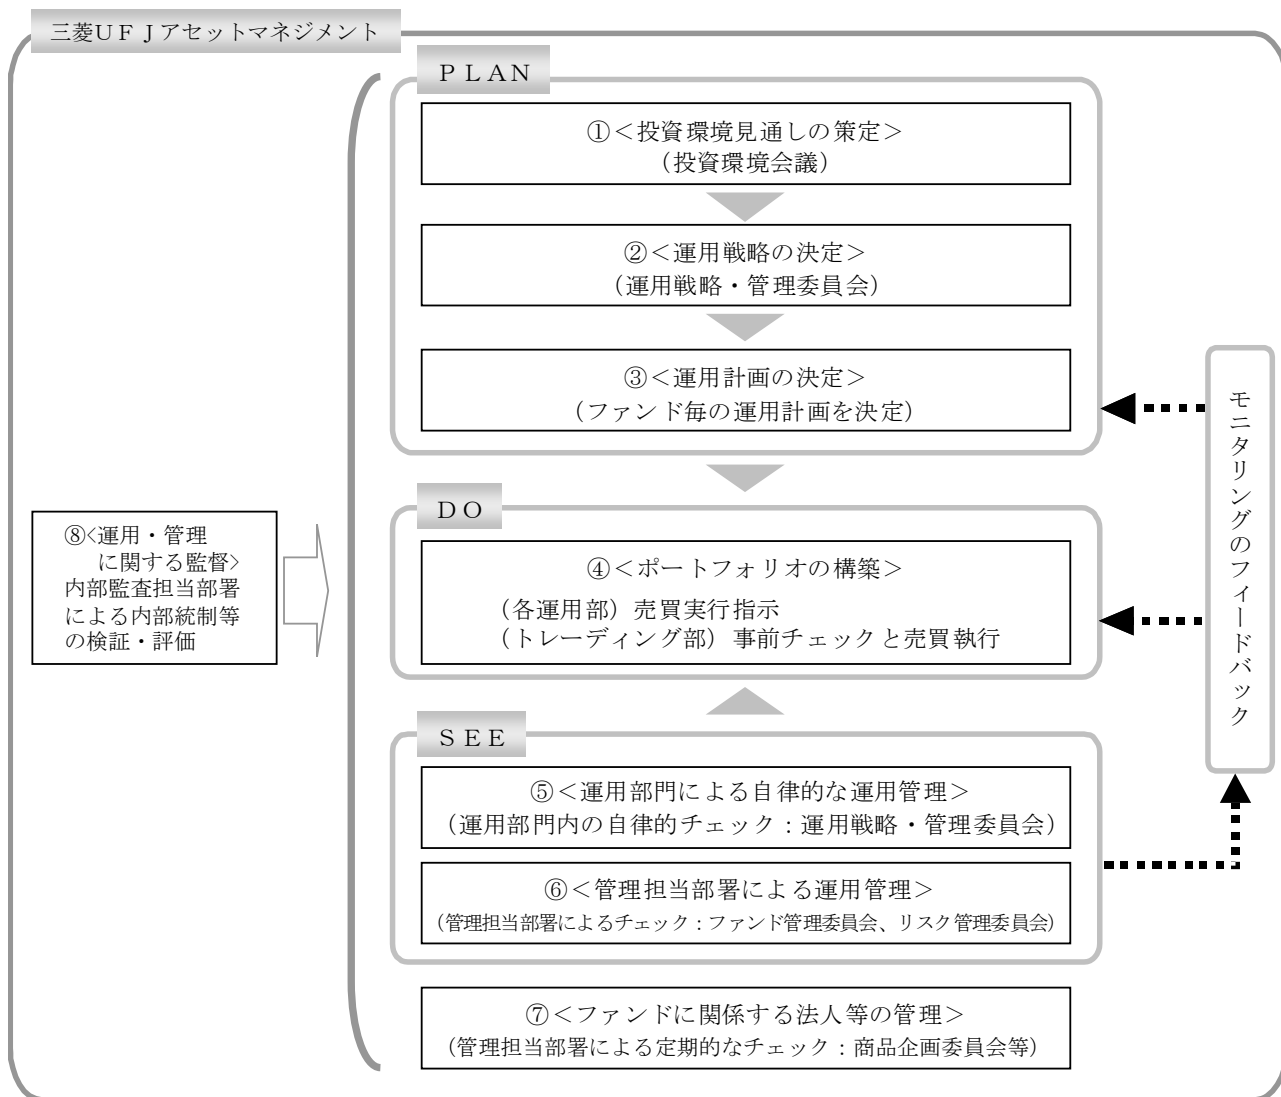 三菱ＵＦＪアセットマネジメント
ＰＬＡＮ
①＜投資環境見通しの策定＞
（投資環境会議）
②＜運用戦略の決定＞
（運用戦略・管理委員会）
③＜運用計画の決定＞
（ファンド毎の運用計画を決定）
ＤＯ
④＜ポートフォリオの構築＞
（各運用部）売買実行指示
（トレーディング部）事前チェックと売買執行
ＳＥＥ
⑤＜運用部門による自律的な運用管理＞
（運用部門内の自律的チェック：運用戦略・管理委員会）
⑥＜管理担当部署による運用管理＞
（管理担当部署によるチェック：ファンド管理委員会、リスク管理委員会）
⑦＜ファンドに関係する法人等の管理＞
（管理担当部署による定期的なチェック：商品企画委員会等）
⑧<運用・管理
に関する監督>
内部監査担当部署
による内部統制等
の検証・評価
モニタリングのフィードバック